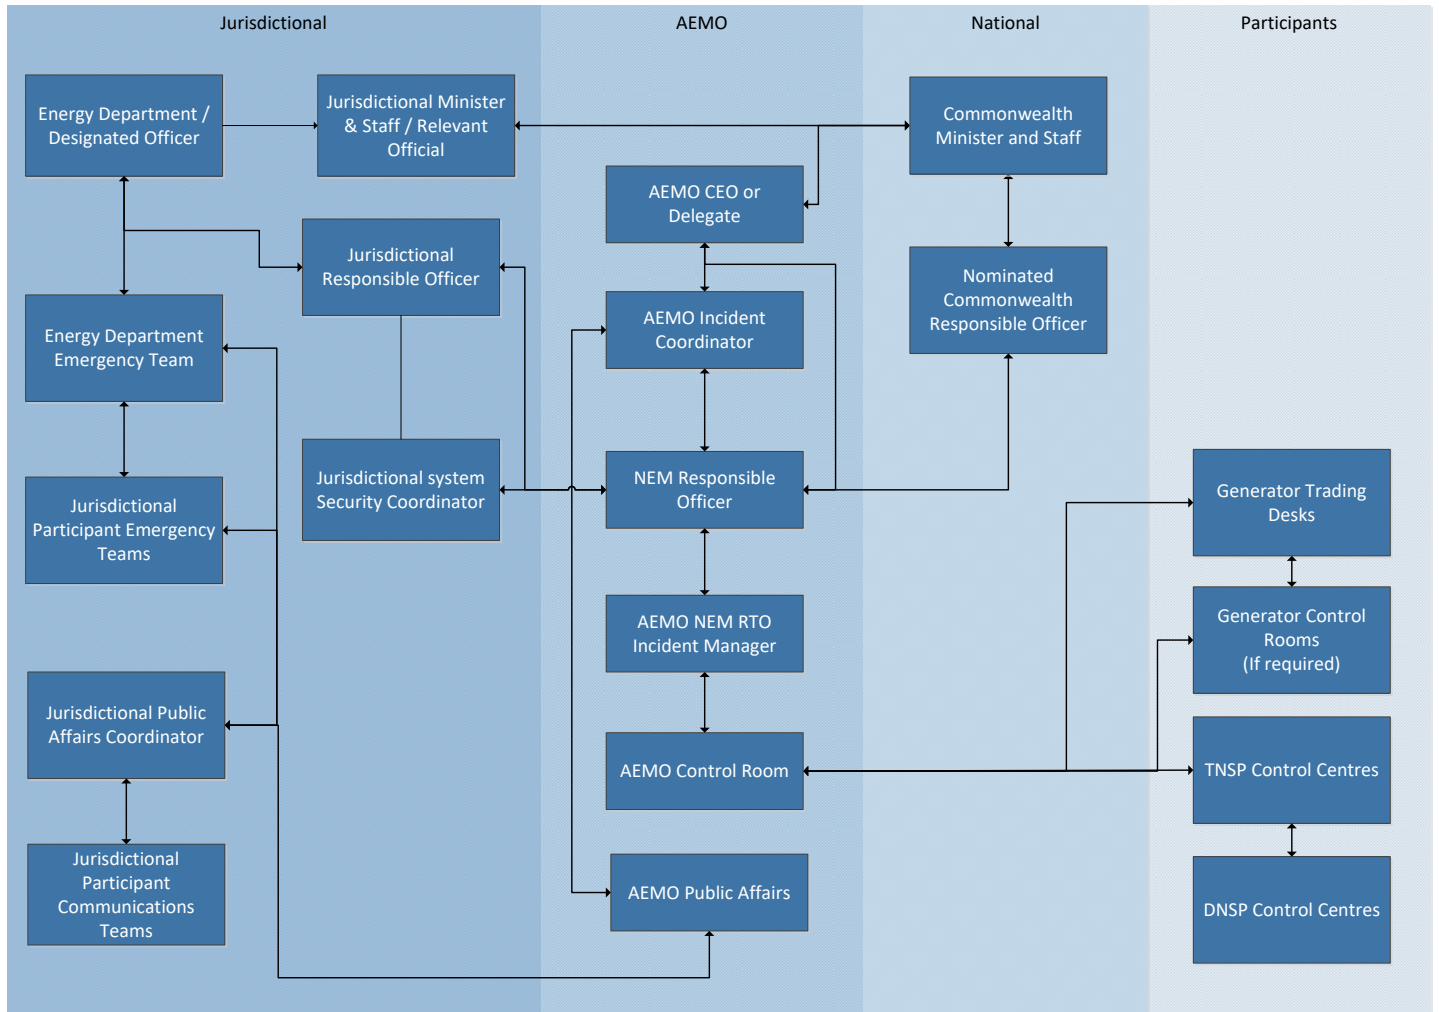 Jurisdictional
AEMO
National
Participants
Energy Department /
Designated Officer
Jurisdictional Minister
& Staff / Relevant
Official
Commonwealth
Minister and Staff
AEMO CEO or
Delegate
Jurisdictional
Responsible Officer
Nominated
Commonwealth
Responsible Officer
Energy Department
Emergency Team
AEMO Incident
Coordinator
Jurisdictional system
Security Coordinator
NEM Responsible
Officer
Generator Trading
Desks
Jurisdictional
Participant Emergency
Teams
AEMO NEM RTO
Incident Manager
Generator Control
Rooms
(If required)
Jurisdictional Public
Affairs Coordinator
AEMO Control Room
TNSP Control Centres
Jurisdictional
Participant
Communications
Teams
AEMO Public Affairs
DNSP Control Centres